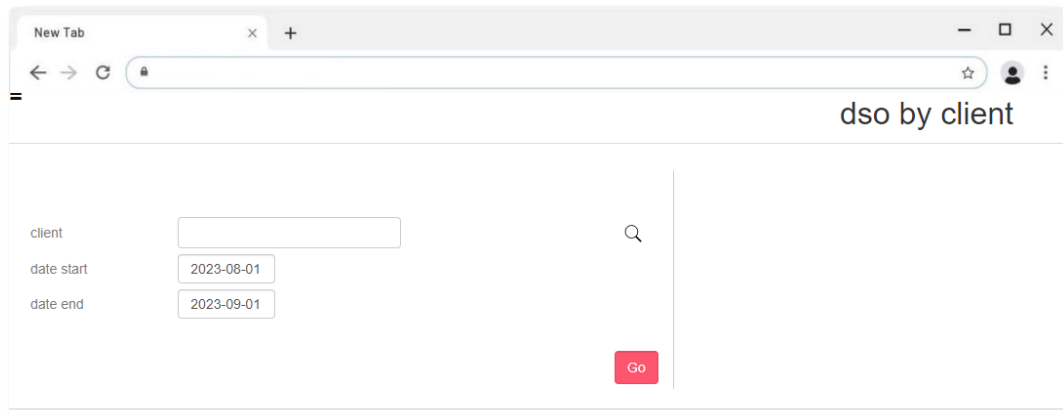 New Tab
dso by client
client
date start 2023-08-01
date end 2023-09-01
Go